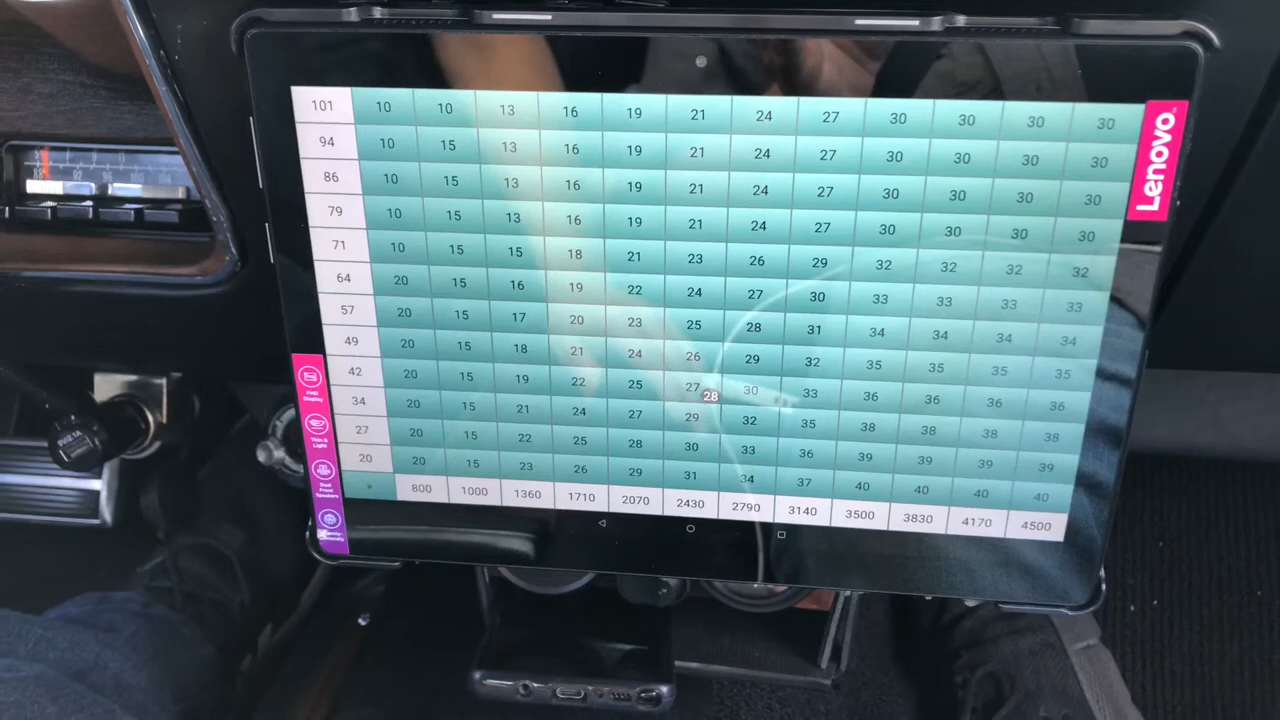 101 10 10 13 16 19 21 24 27 30 30 30 30
94 10 15 13 16 19 21 24 27 30 30 30 30
86 10 15 13 16 19 21 24 27 30 30 30 30
79 10 15 13 16 19 21 24 27 30 30 30 30
71 10 15 15 18 21 23 26 29 32 32 32 32
64 20 15 16 19 22 24 27 30 33 33 33 33
57 20 15 17 20 23 25 28 31 34 34 34 34
49 20 15 18 21 24 26 29 32 35 35 35 35
42 20 15 19 22 25 27 30 33 36 36 36 36
28
34 20 15 21 24 27 29 32 35 38 38 38 38
27 20 15 22 25 28 30 33 36 39 39 39 39
20 20 15 23 26 29 31 34 37 40 40 40 40
800 1000 1360 1710 2070 2430 2790 3140 3500 3830 4170 4500
Lenovo
FHD
Display
Thin &
Light
Dual
Front
Speakers